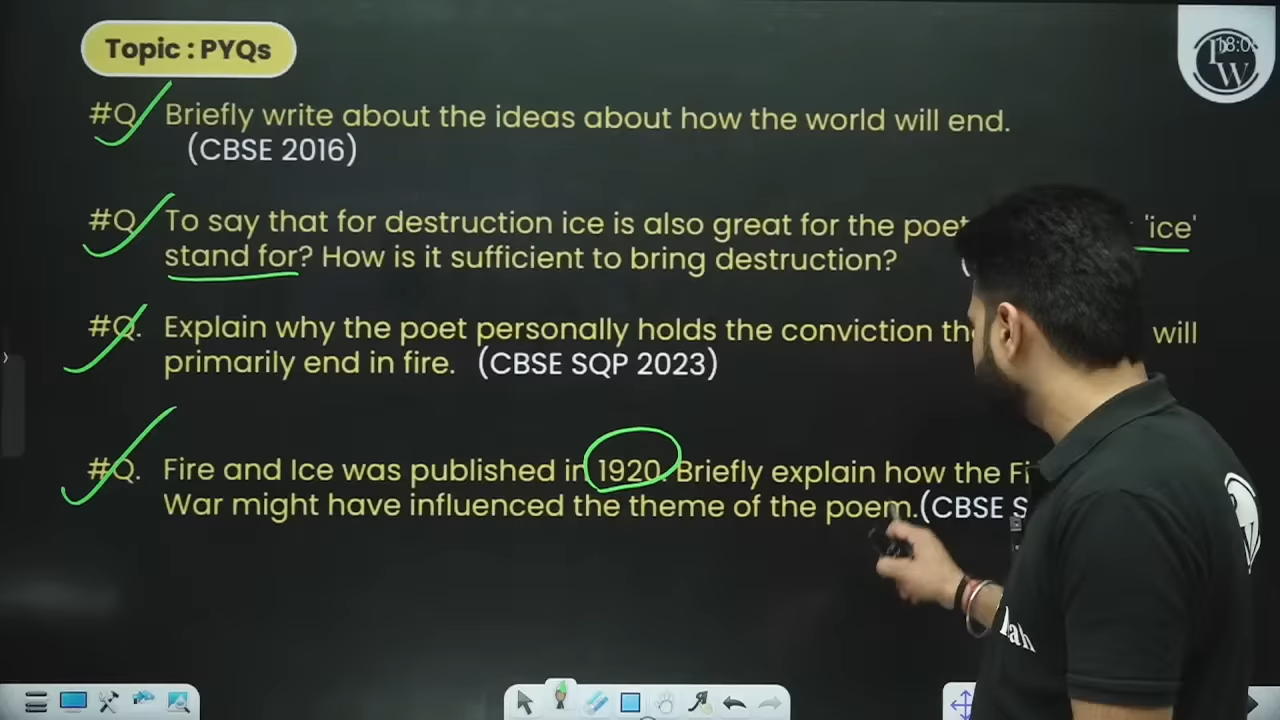 Topic : PYQs
18:0
PW
#Q. Briefly write about the ideas about how the world will end.
(CBSE 2016)
#Q. To say that for destruction ice is also great for the poet 'ice'
stand for? How is it sufficient to bring destruction?
#Q. Explain why the poet personally holds the conviction will
primarily end in fire. (CBSE SQP 2023)
#Q. Fire and Ice was published in 1920. Briefly explain how the
War might have influenced the theme of the poem.(CBSE